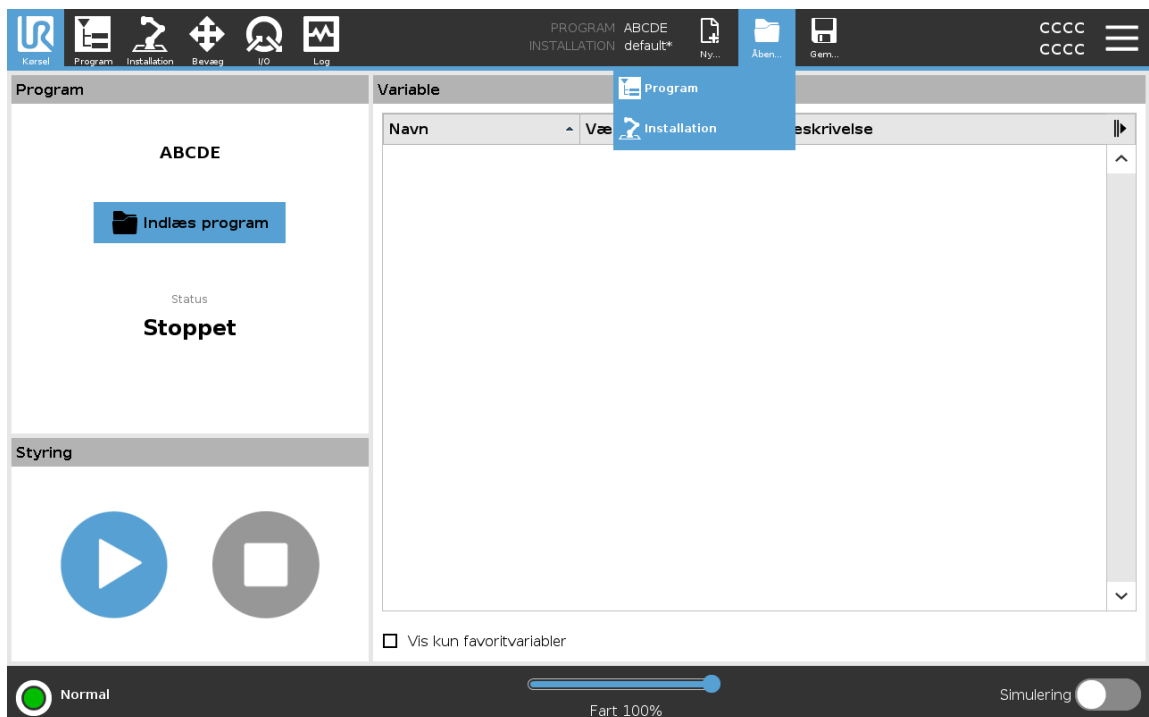 Kørsel
Program
Installation
Bevæg
I/O
Log
PROGRAM ABCDE
INSTALLATION default*
Ny...
Åben...
Gem...
CCCC
CCCC
Program
Installation
Program
ABCDE
Indlæs program
Status
Stoppet
Styring
Variable
Navn
Væ
eskrivelse
Vis kun favoritvariabler
Normal
Fart 100%
Simulering